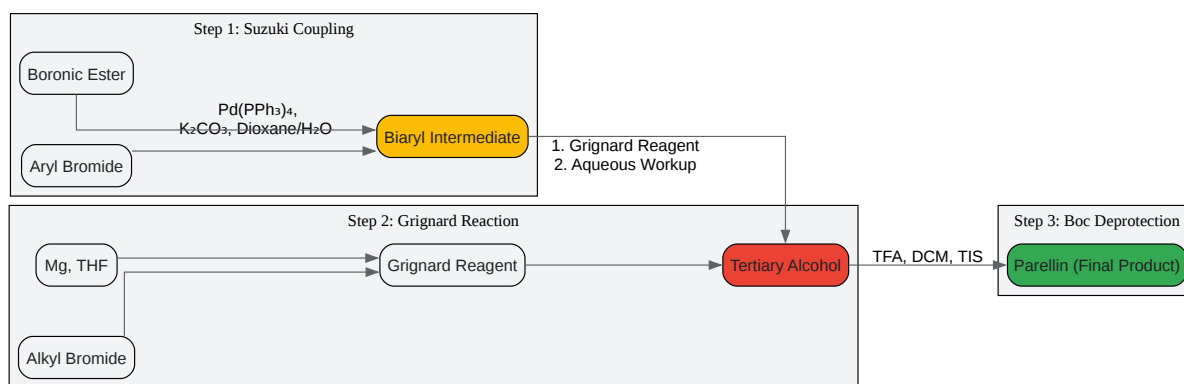 Step 1: Suzuki Coupling
Boronic Ester
Pd(PPh₃)₄,
K₂CO₃, Dioxane/H₂O
Biaryl Intermediate
Aryl Bromide
1. Grignard Reagent
2. Aqueous Workup
Step 2: Grignard Reaction
Mg, THF
Grignard Reagent
Tertiary Alcohol
Alkyl Bromide
TFA, DCM, TIS
Step 3: Boc Deprotection
Parellin (Final Product)